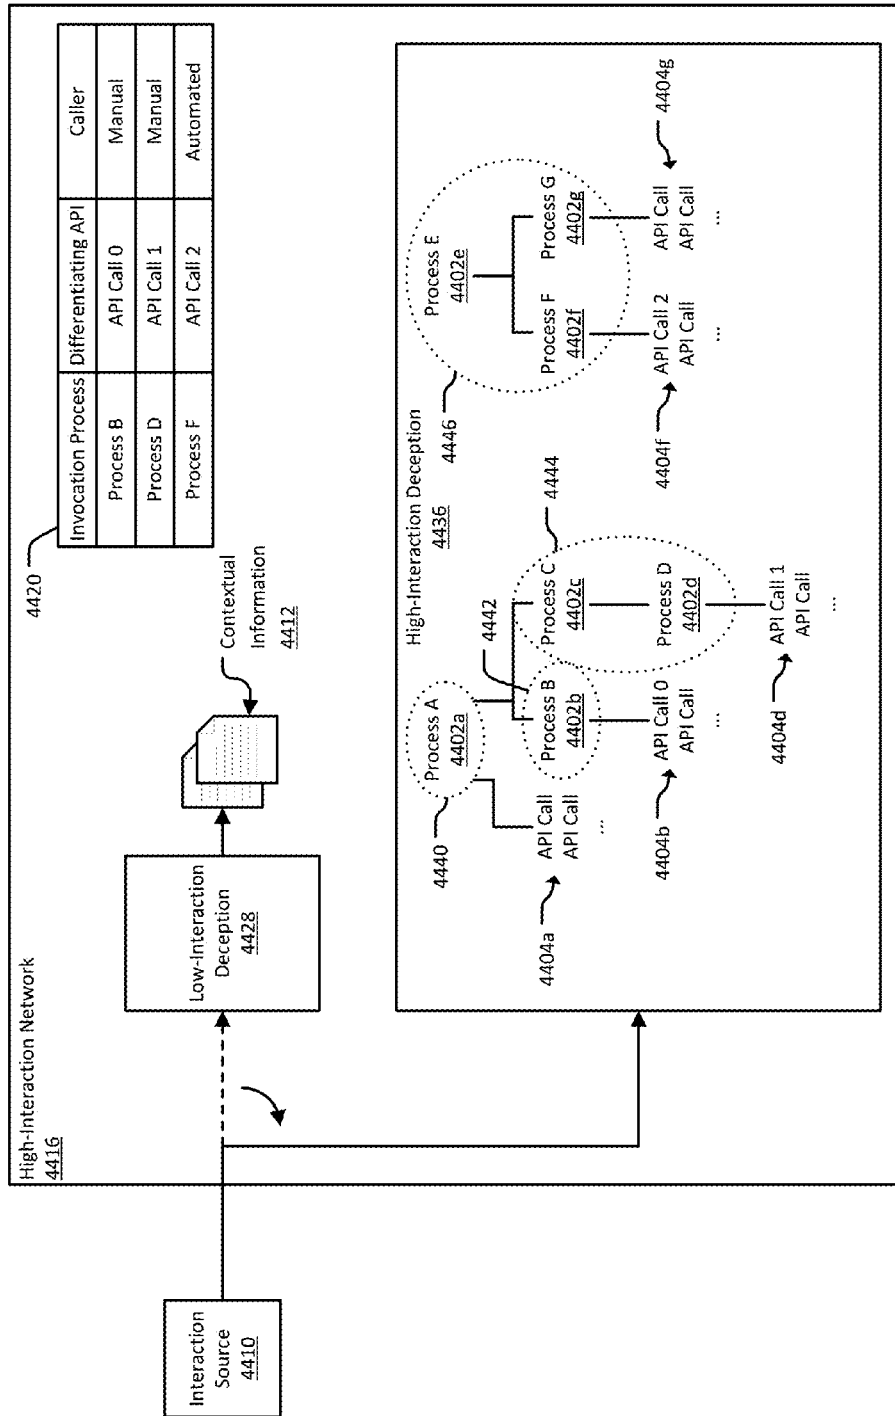 High-Interaction Network
4416
Interaction
Source
4410
Low-Interaction
Deception
4428
Contextual
Information
4412
4420
Invocation Process Differentiating API Caller
Process B API Call 0 Manual
Process D API Call 1 Manual
Process F API Call 2 Automated
High-Interaction Deception
4436
4440
Process A
4402a
4442
4444
4446
API Call
API Call
...
4404a
Process B
4402b
API Call 0
API Call
...
4404b
Process C
4402c
Process D
4402d
API Call 1
API Call
...
4404d
Process E
4402e
Process F
4402f
Process G
4402g
API Call 2
API Call
...
4404f
API Call
API Call
...
4404g